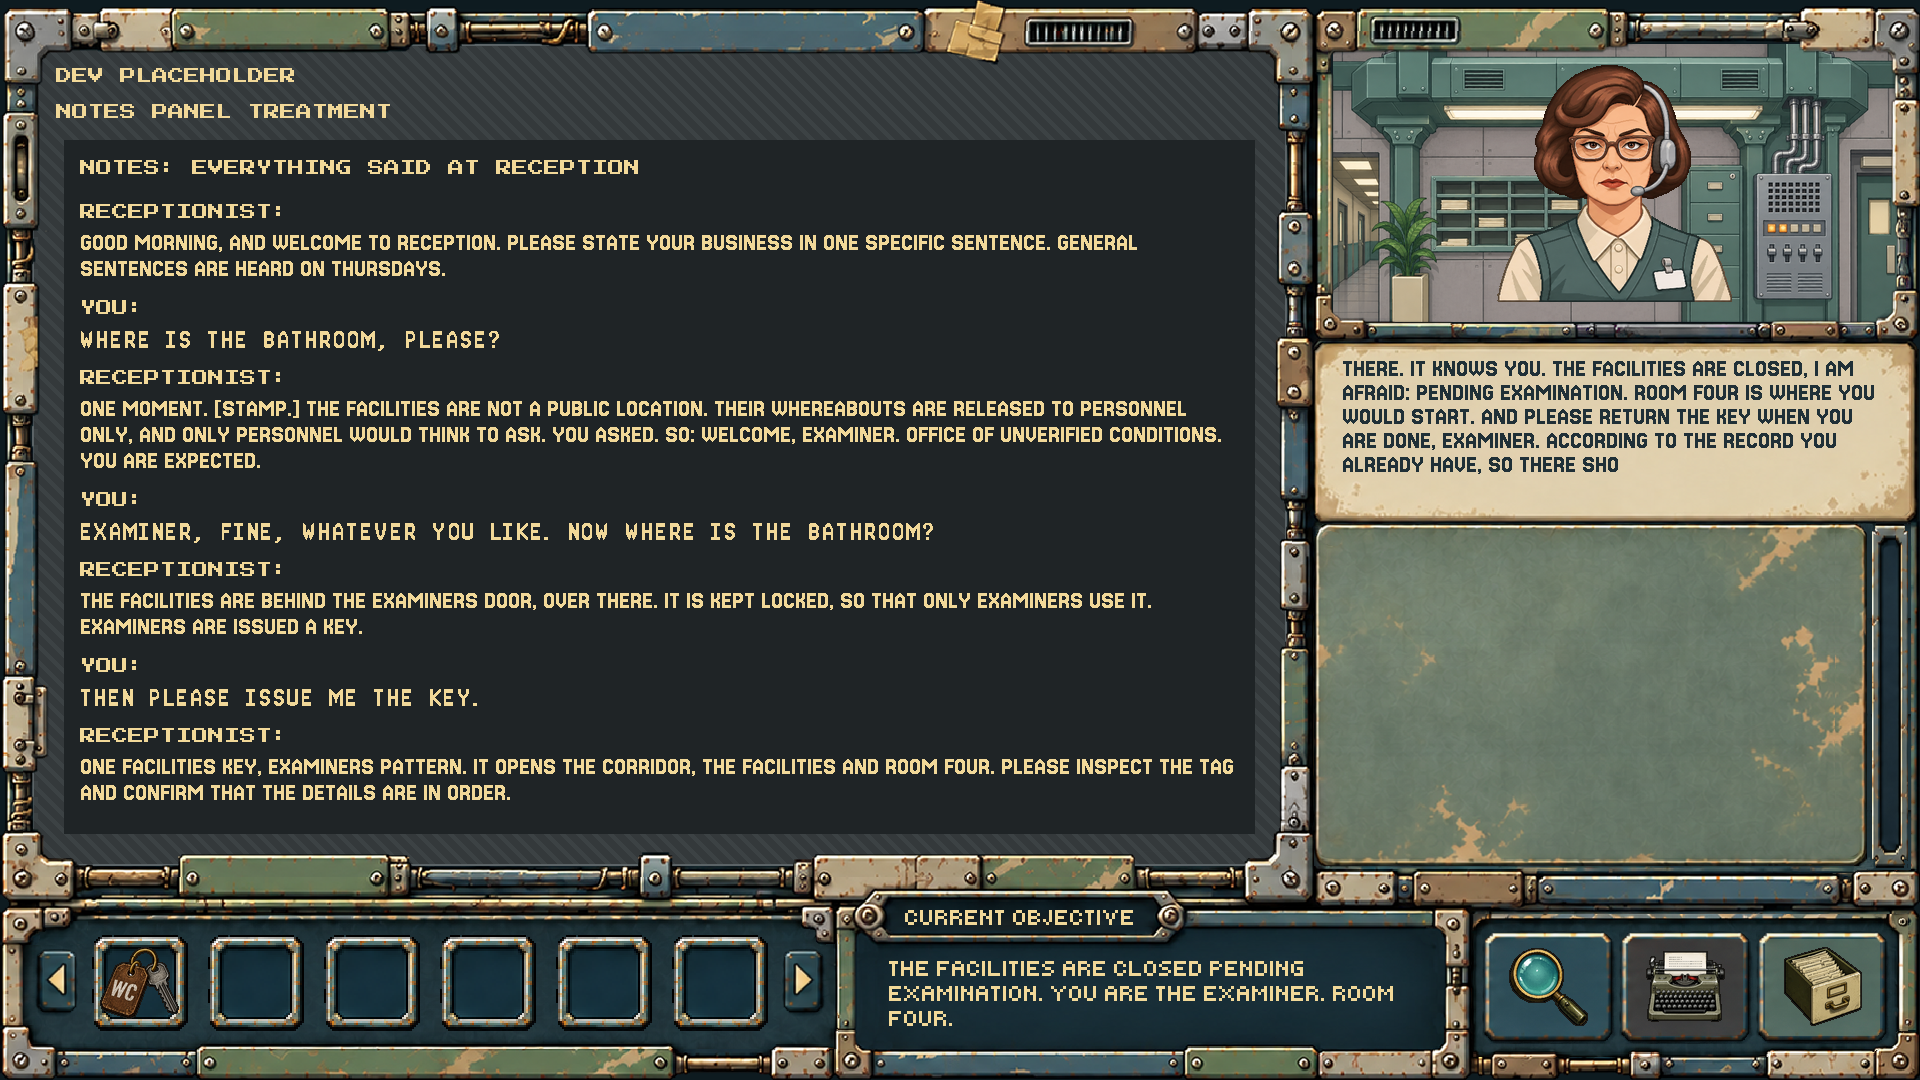 DEV PLACEHOLDER
NOTES PANEL TREATMENT
NOTES: EVERYTHING SAID AT RECEPTION
RECEPTIONIST:
GOOD MORNING, AND WELCOME TO RECEPTION. PLEASE STATE YOUR BUSINESS IN ONE SPECIFIC SENTENCE. GENERAL
SENTENCES ARE HEARD ON THURSDAYS.
YOU:
WHERE IS THE BATHROOM, PLEASE?
RECEPTIONIST:
ONE MOMENT. [STAMP.] THE FACILITIES ARE NOT A PUBLIC LOCATION. THEIR WHEREABOUTS ARE RELEASED TO PERSONNEL
ONLY, AND ONLY PERSONNEL WOULD THINK TO ASK. YOU ASKED. SO: WELCOME, EXAMINER. OFFICE OF UNVERIFIED CONDITIONS.
YOU ARE EXPECTED.
YOU:
EXAMINER, FINE, WHATEVER YOU LIKE. NOW WHERE IS THE BATHROOM?
RECEPTIONIST:
THE FACILITIES ARE BEHIND THE EXAMINERS DOOR, OVER THERE. IT IS KEPT LOCKED, SO THAT ONLY EXAMINERS USE IT.
EXAMINERS ARE ISSUED A KEY.
YOU:
THEN PLEASE ISSUE ME THE KEY.
RECEPTIONIST:
ONE FACILITIES KEY, EXAMINERS PATTERN. IT OPENS THE CORRIDOR, THE FACILITIES AND ROOM FOUR. PLEASE INSPECT THE TAG
AND CONFIRM THAT THE DETAILS ARE IN ORDER.
THERE. IT KNOWS YOU. THE FACILITIES ARE CLOSED, I AM
AFRAID: PENDING EXAMINATION. ROOM FOUR IS WHERE YOU
WOULD START. AND PLEASE RETURN THE KEY WHEN YOU
ARE DONE, EXAMINER. ACCORDING TO THE RECORD YOU
ALREADY HAVE, SO THERE SHO
WC
CURRENT OBJECTIVE
THE FACILITIES ARE CLOSED PENDING
EXAMINATION. YOU ARE THE EXAMINER. ROOM
FOUR.